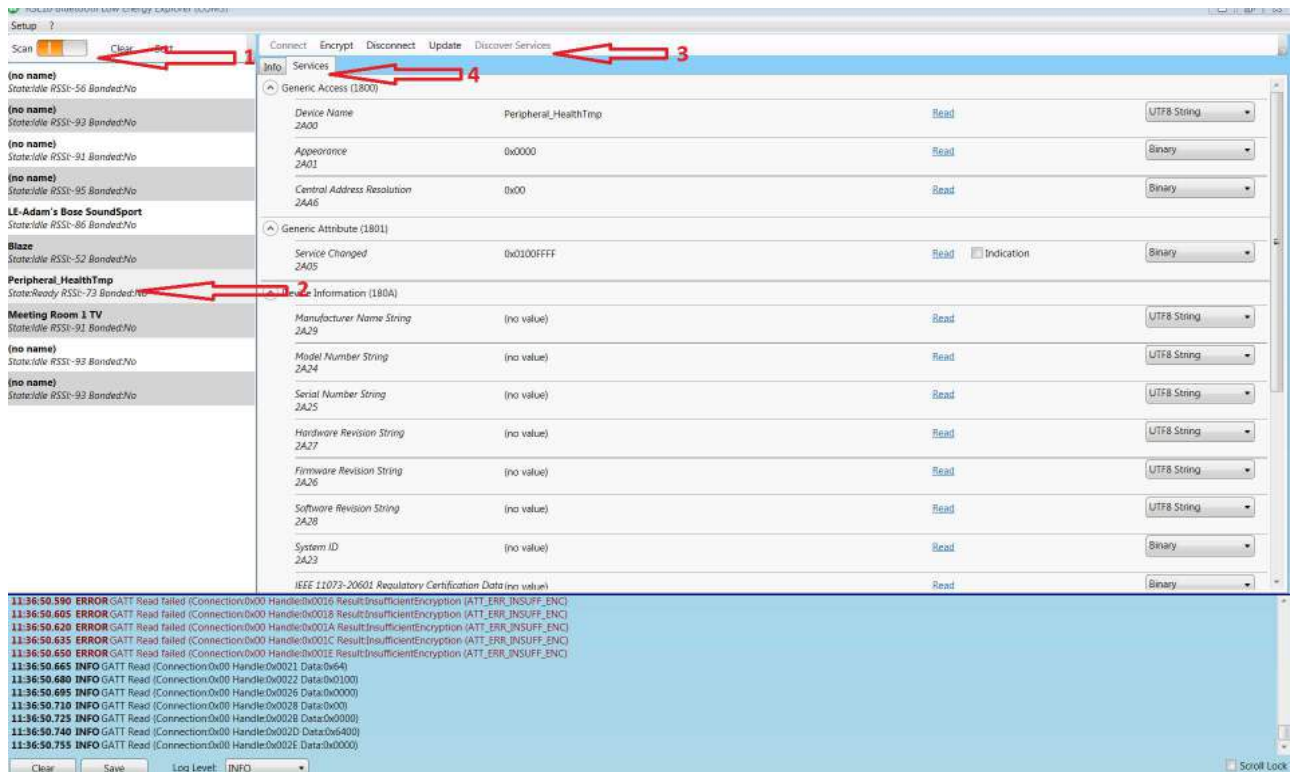 RSL10 Bluetooth Low Energy Explorer (COM3)
Setup ?
Scan Clear 1
Connect Encrypt Disconnect Update Discover Services 3
Info Services 4
(no name)
State:Idle RSSI:-56 Bonded:No
(no name)
State:Idle RSSI:-93 Bonded:No
(no name)
State:Idle RSSI:-91 Bonded:No
(no name)
State:Idle RSSI:-95 Bonded:No
LE-Adam's Bose SoundSport
State:Idle RSSI:-86 Bonded:No
Blaze
State:Idle RSSI:-52 Bonded:No
Peripheral_HealthTmp
State:Ready RSSI:-73 Bonded:No 2
Meeting Room 1 TV
State:Idle RSSI:-91 Bonded:No
(no name)
State:Idle RSSI:-93 Bonded:No
(no name)
State:Idle RSSI:-93 Bonded:No
Generic Access (1800)
Device Name Peripheral_HealthTmp Read UTF8 String
2A00
Appearance 0x0000 Read Binary
2A01
Central Address Resolution 0x00 Read Binary
2AA6
Generic Attribute (1801)
Service Changed 0x0100FFFF Read Indication Binary
2A05
Device Information (180A)
Manufacturer Name String (no value) Read UTF8 String
2A29
Model Number String (no value) Read UTF8 String
2A24
Serial Number String (no value) Read UTF8 String
2A25
Hardware Revision String (no value) Read UTF8 String
2A27
Firmware Revision String (no value) Read UTF8 String
2A26
Software Revision String (no value) Read UTF8 String
2A28
System ID (no value) Read Binary
2A23
IEEE 11073-20601 Regulatory Certification Data (no value) Read Binary
11:36:50.590 ERROR GATT Read failed (Connection:0x00 Handle:0x0016 Result:InsufficientEncryption (ATT_ERR_INSUFF_ENC)
11:36:50.605 ERROR GATT Read failed (Connection:0x00 Handle:0x0018 Result:InsufficientEncryption (ATT_ERR_INSUFF_ENC)
11:36:50.620 ERROR GATT Read failed (Connection:0x00 Handle:0x001A Result:InsufficientEncryption (ATT_ERR_INSUFF_ENC)
11:36:50.635 ERROR GATT Read failed (Connection:0x00 Handle:0x001C Result:InsufficientEncryption (ATT_ERR_INSUFF_ENC)
11:36:50.650 ERROR GATT Read failed (Connection:0x00 Handle:0x001E Result:InsufficientEncryption (ATT_ERR_INSUFF_ENC)
11:36:50.665 INFO GATT Read (Connection:0x00 Handle:0x0021 Data:0x64)
11:36:50.680 INFO GATT Read (Connection:0x00 Handle:0x0022 Data:0x0100)
11:36:50.695 INFO GATT Read (Connection:0x00 Handle:0x0026 Data:0x0000)
11:36:50.710 INFO GATT Read (Connection:0x00 Handle:0x0028 Data:0x00)
11:36:50.725 INFO GATT Read (Connection:0x00 Handle:0x002B Data:0x0000)
11:36:50.740 INFO GATT Read (Connection:0x00 Handle:0x002D Data:0x6400)
11:36:50.755 INFO GATT Read (Connection:0x00 Handle:0x002E Data:0x0000)
Clear Save Log Level: INFO Scroll Lock